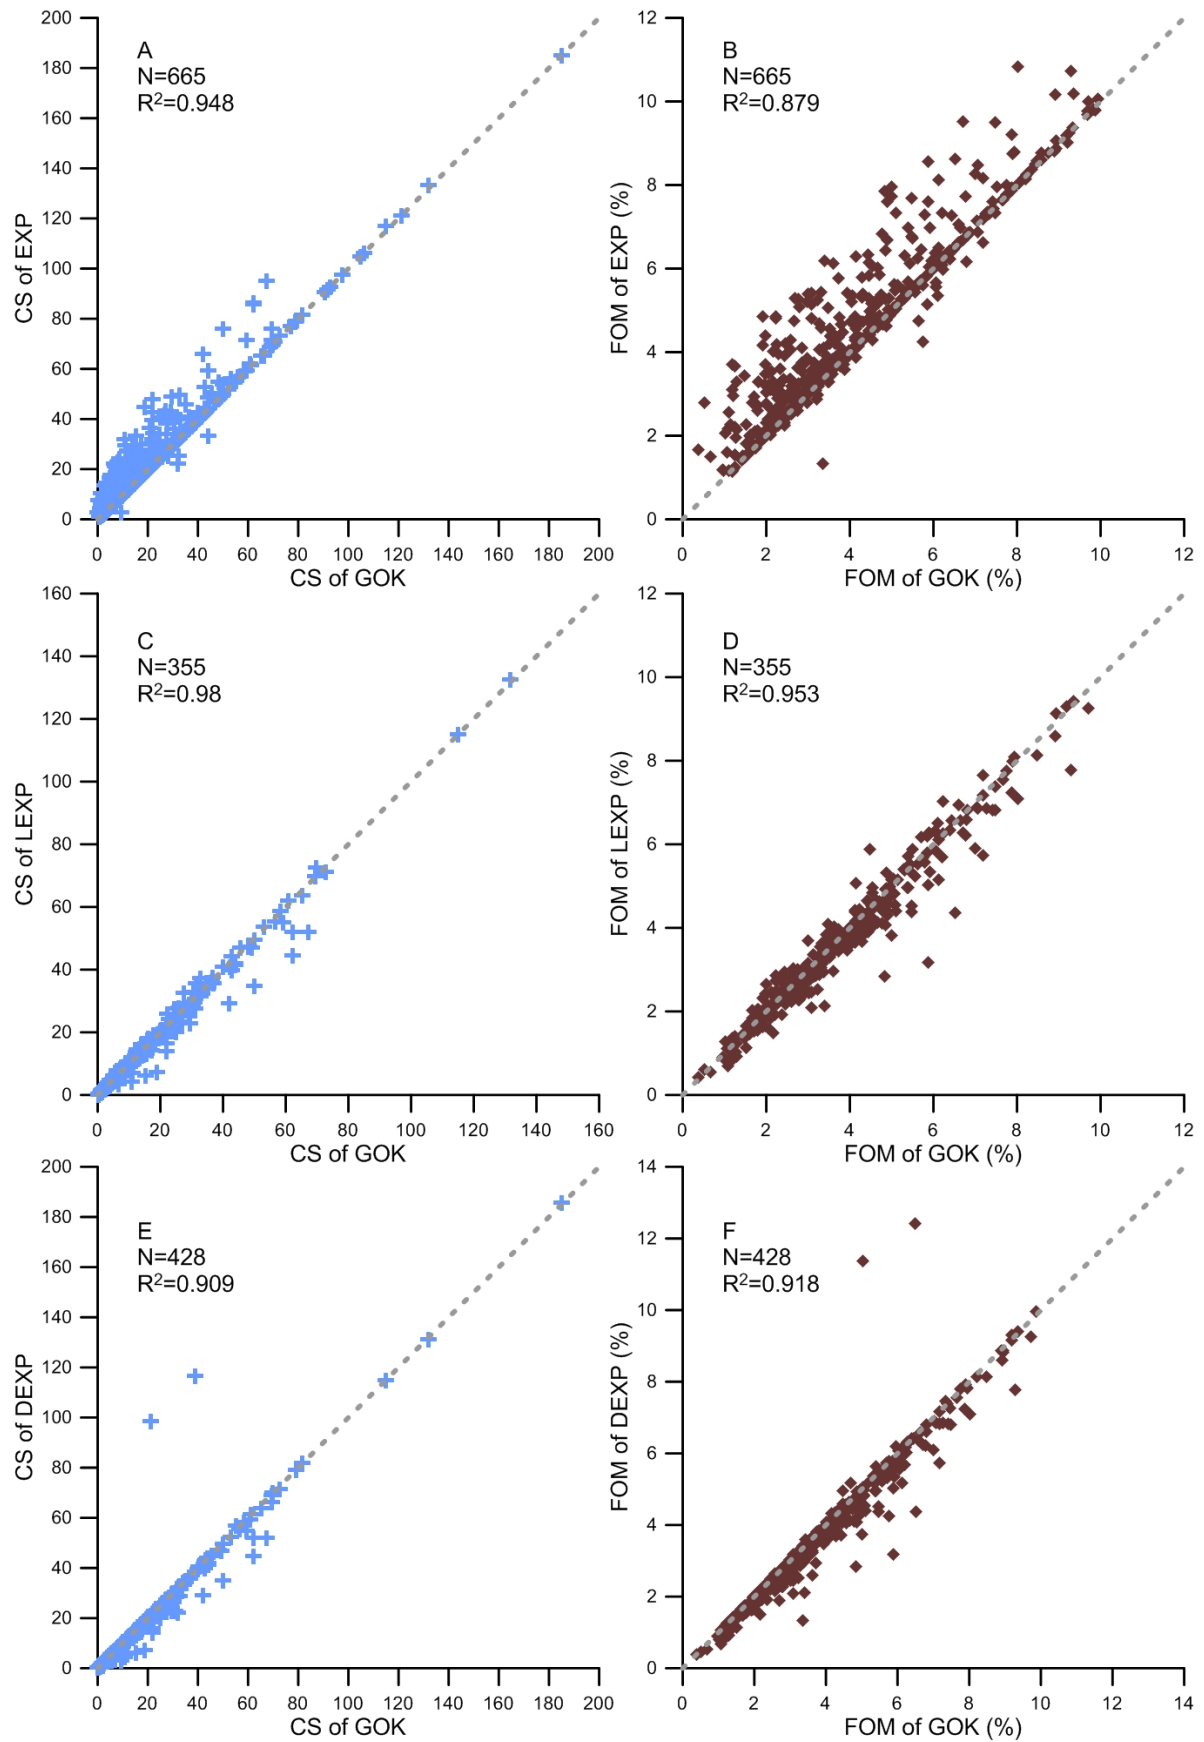 A
N=665
R²=0.948
200
180
160
140
120
100
80
60
40
20
0
CS of EXP
0 20 40 60 80 100 120 140 160 180 200
CS of GOK
B
N=665
R²=0.879
12
10
8
6
4
2
0
FOM of EXP (%)
0 2 4 6 8 10 12
FOM of GOK (%)
C
N=355
R²=0.98
160
140
120
100
80
60
40
20
0
CS of LEXP
0 20 40 60 80 100 120 140 160
CS of GOK
D
N=355
R²=0.953
12
10
8
6
4
2
0
FOM of LEXP (%)
0 2 4 6 8 10 12
FOM of GOK (%)
E
N=428
R²=0.909
200
180
160
140
120
100
80
60
40
20
0
CS of DEXP
0 20 40 60 80 100 120 140 160 180 200
CS of GOK
F
N=428
R²=0.918
14
12
10
8
6
4
2
0
FOM of DEXP (%)
0 2 4 6 8 10 12 14
FOM of GOK (%)